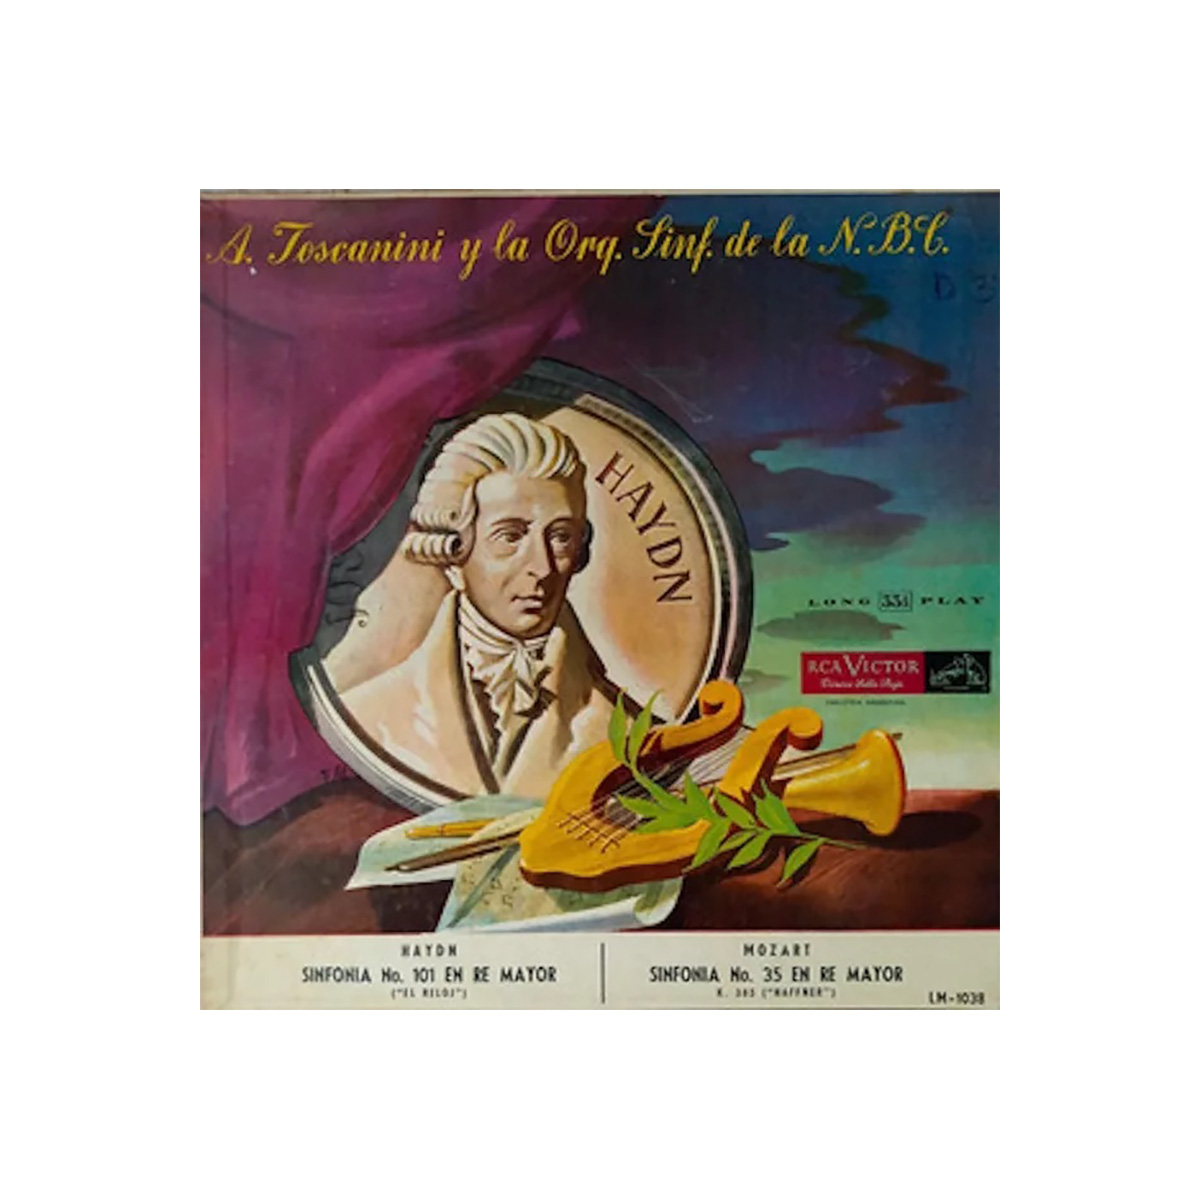 A. Toscanini y la Orq. Sinf. de la N.B.C.
HAYDN
LONG 33⅓ PLAY
RCA VICTOR
HAYDN
SINFONIA No. 101 EN RE MAYOR
("EL RELOJ")
MOZART
SINFONIA No. 35 EN RE MAYOR
K. 385 ("HAFFNER")
LM-1038